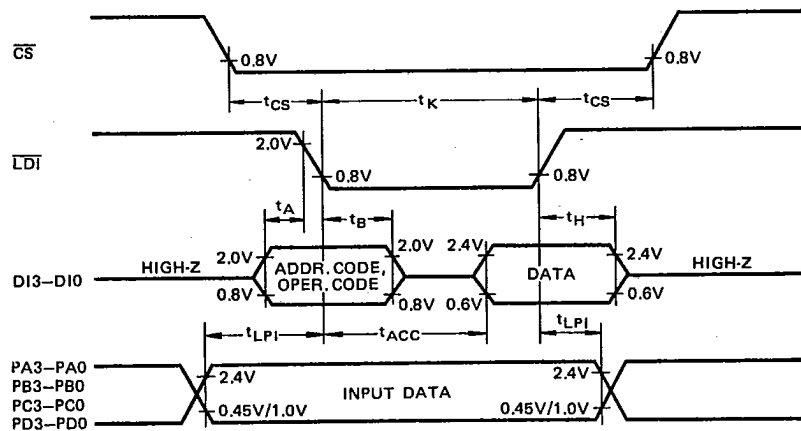 CS
0.8V
0.8V
tCS
tK
tCS
2.0V
LDI
0.8V
0.8V
tA
tB
tH
HIGH-Z
2.0V
ADDR. CODE,
OPER. CODE
2.0V
2.4V
DATA
2.4V
HIGH-Z
DI3–DI0
0.8V
0.8V
0.6V
0.6V
tLPI
tACC
tLPI
PA3–PA0
PB3–PB0
PC3–PC0
PD3–PD0
2.4V
INPUT DATA
2.4V
0.45V/1.0V
0.45V/1.0V